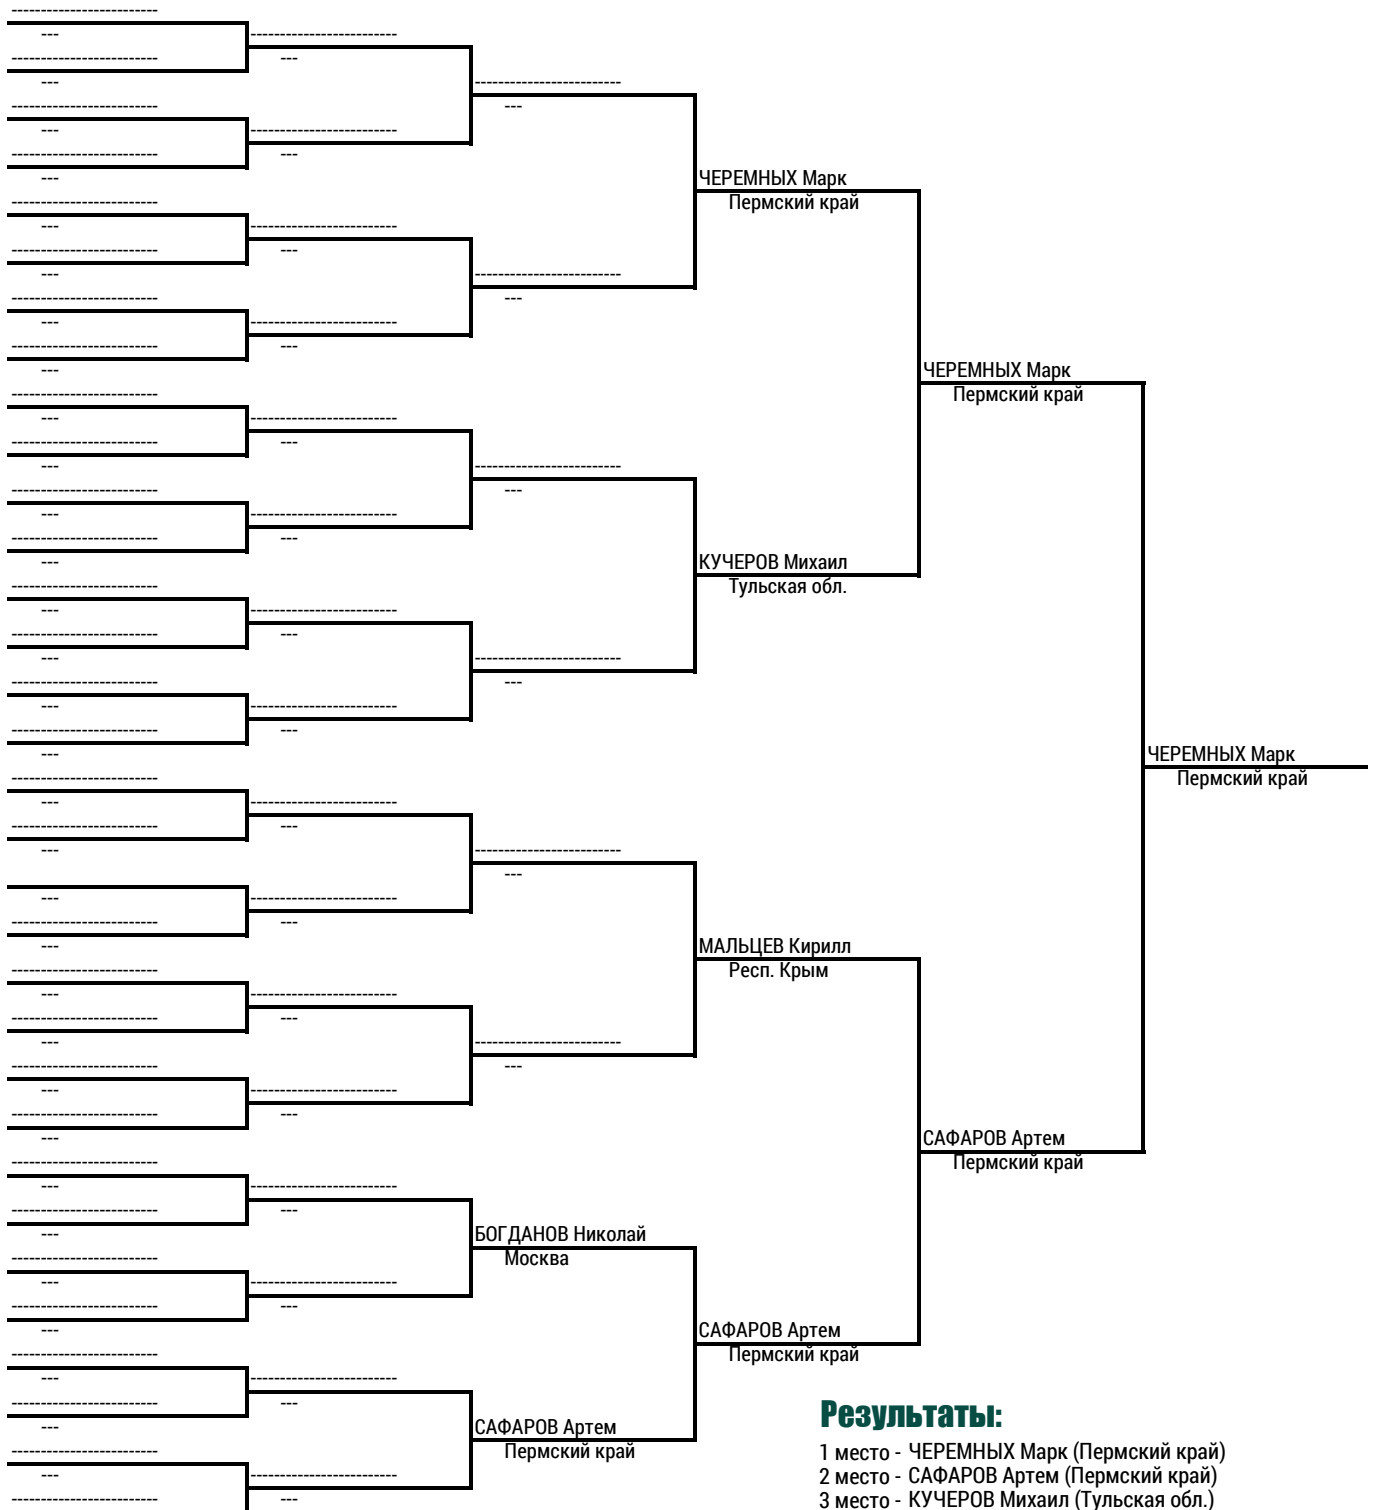 ЧЕРЕМНЫХ Марк
Пермский край
ЧЕРЕМНЫХ Марк
Пермский край
КУЧЕРОВ Михаил
Тульская обл.
ЧЕРЕМНЫХ Марк
Пермский край
МАЛЬЦЕВ Кирилл
Респ. Крым
САФАРОВ Артем
Пермский край
БОГДАНОВ Николай
Москва
САФАРОВ Артем
Пермский край
САФАРОВ Артем
Пермский край
Результаты:
1 место - ЧЕРЕМНЫХ Марк (Пермский край)
2 место - САФАРОВ Артем (Пермский край)
3 место - КУЧЕРОВ Михаил (Тульская обл.)